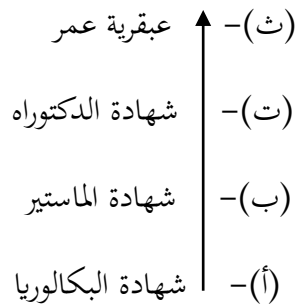 (ث)- عبقرية عمر
(ت)- شهادة الدكتوراه
(ب)- شهادة الماستير
(أ)- شهادة البكالوريا